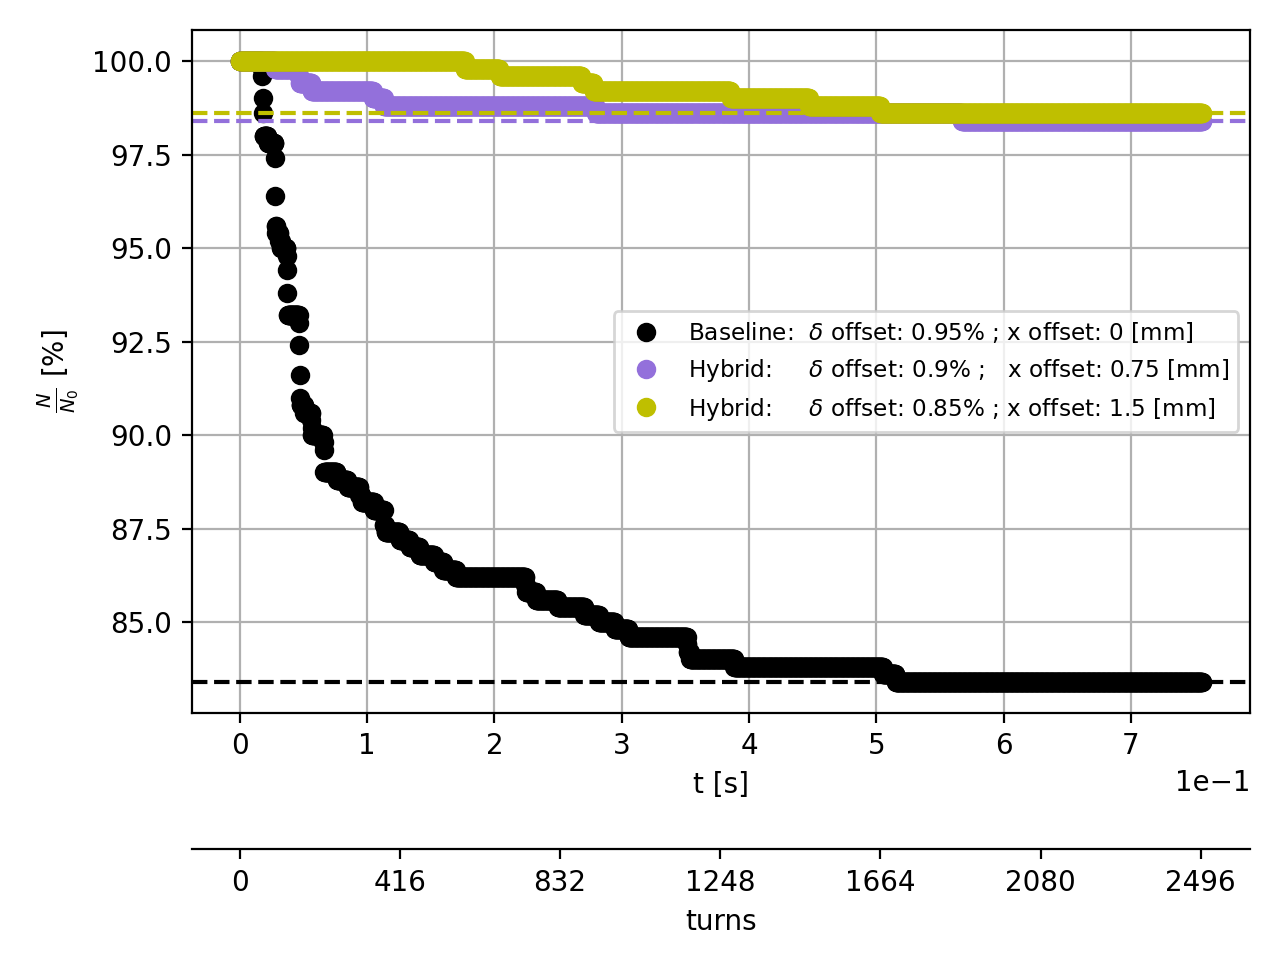 100.0
97.5
95.0
92.5
90.0
87.5
85.0
N/N₀ [%]
Baseline: δ offset: 0.95% ; x offset: 0 [mm]
Hybrid: δ offset: 0.9% ; x offset: 0.75 [mm]
Hybrid: δ offset: 0.85% ; x offset: 1.5 [mm]
0 1 2 3 4 5 6 7
t [s]
1e−1
0 416 832 1248 1664 2080 2496
turns